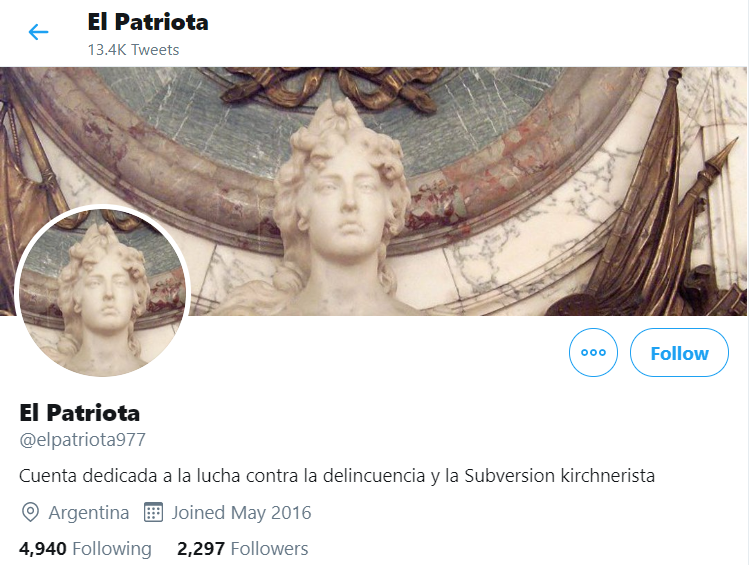 El Patriota
13.4K Tweets
Follow
El Patriota
@elpatriota977
Cuenta dedicada a la lucha contra la delincuencia y la Subversion kirchnerista
Argentina Joined May 2016
4,940 Following 2,297 Followers